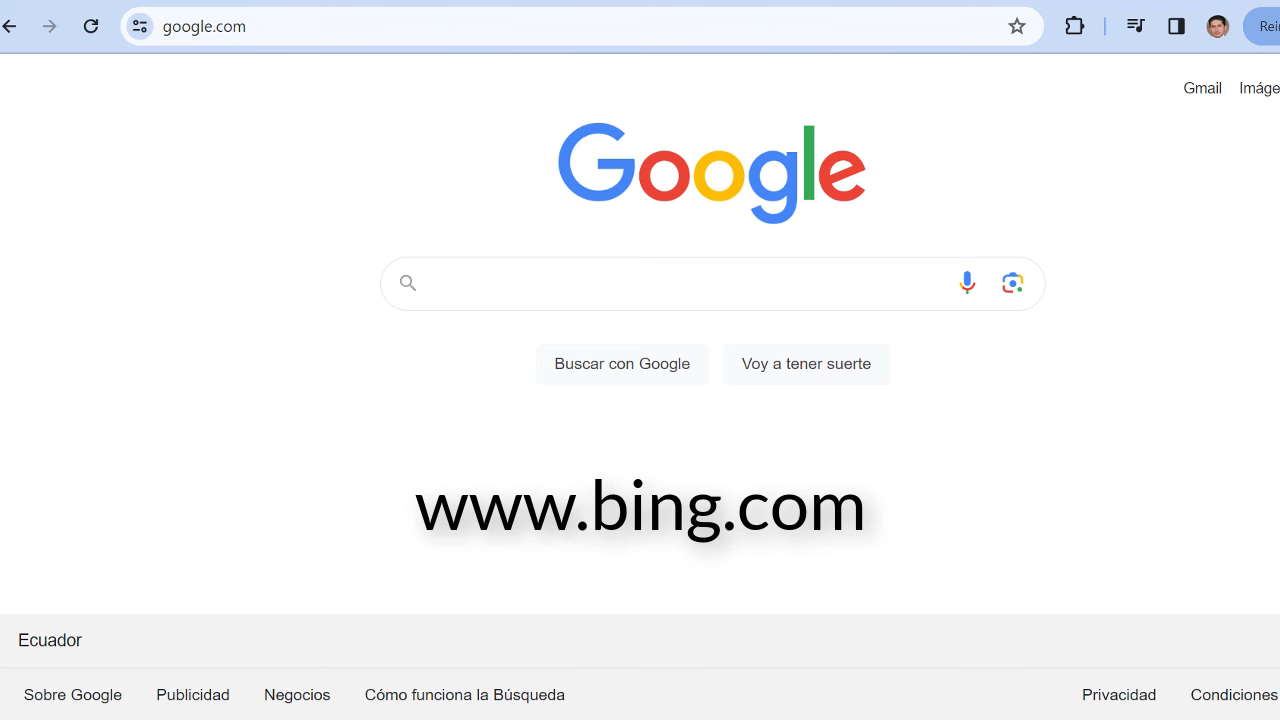 google.com
Rei
Gmail Imáge
Google
Buscar con Google Voy a tener suerte
www.bing.com
Ecuador
Sobre Google Publicidad Negocios Cómo funciona la Búsqueda Privacidad Condiciones